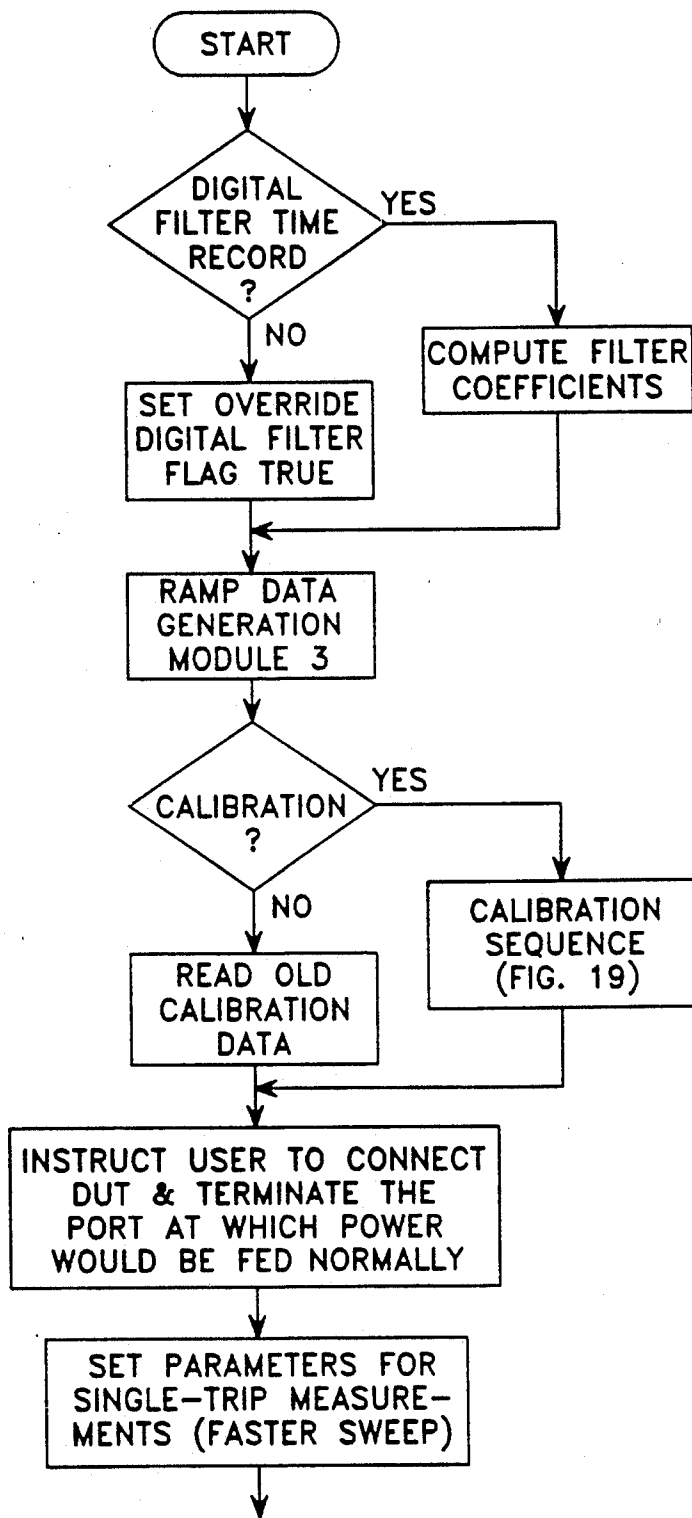 START
DIGITAL
FILTER TIME
RECORD
?
YES
NO
COMPUTE FILTER
COEFFICIENTS
SET OVERRIDE
DIGITAL FILTER
FLAG TRUE
RAMP DATA
GENERATION
MODULE 3
CALIBRATION
?
YES
NO
CALIBRATION
SEQUENCE
(FIG. 19)
READ OLD
CALIBRATION
DATA
INSTRUCT USER TO CONNECT
DUT & TERMINATE THE
PORT AT WHICH POWER
WOULD BE FED NORMALLY
SET PARAMETERS FOR
SINGLE-TRIP MEASURE-
MENTS (FASTER SWEEP)